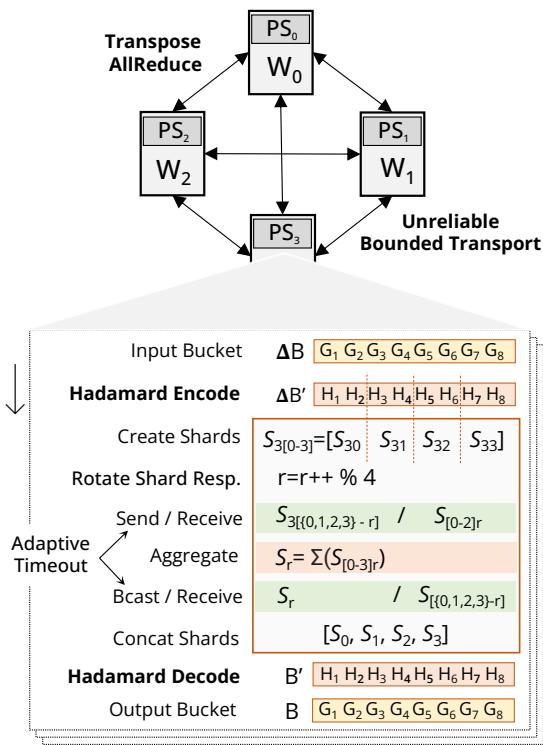 PS₀
W₀
Transpose
AllReduce
PS₂
W₂
PS₁
W₁
PS₃
Unreliable
Bounded Transport
Input Bucket ΔB G₁ G₂ G₃ G₄ G₅ G₆ G₇ G₈
Hadamard Encode ΔB' H₁ H₂ H₃ H₄ H₅ H₆ H₇ H₈
Create Shards S₃[₀₋₃]=[S₃₀ S₃₁ S₃₂ S₃₃]
Rotate Shard Resp. r=r++ % 4
Send / Receive S₃[{₀,₁,₂,₃} - r] / S[₀₋₂]r
Adaptive
Timeout
Aggregate Sr= Σ(S[₀₋₃]r)
Bcast / Receive Sr / S[{₀,₁,₂,₃}-r]
Concat Shards [S₀, S₁, S₂, S₃]
Hadamard Decode B' H₁ H₂ H₃ H₄ H₅ H₆ H₇ H₈
Output Bucket B G₁ G₂ G₃ G₄ G₅ G₆ G₇ G₈